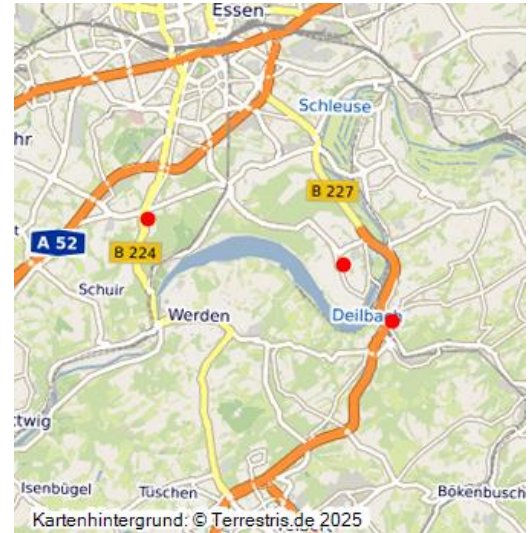 Essen
Schleuse
hr
B 227
A 52
B 224
Schuir
Werden
Deilbach
twig
Isenbügel
Tüschen
Bökenbusch
Kartenhintergrund: © Terrestris.de 2025